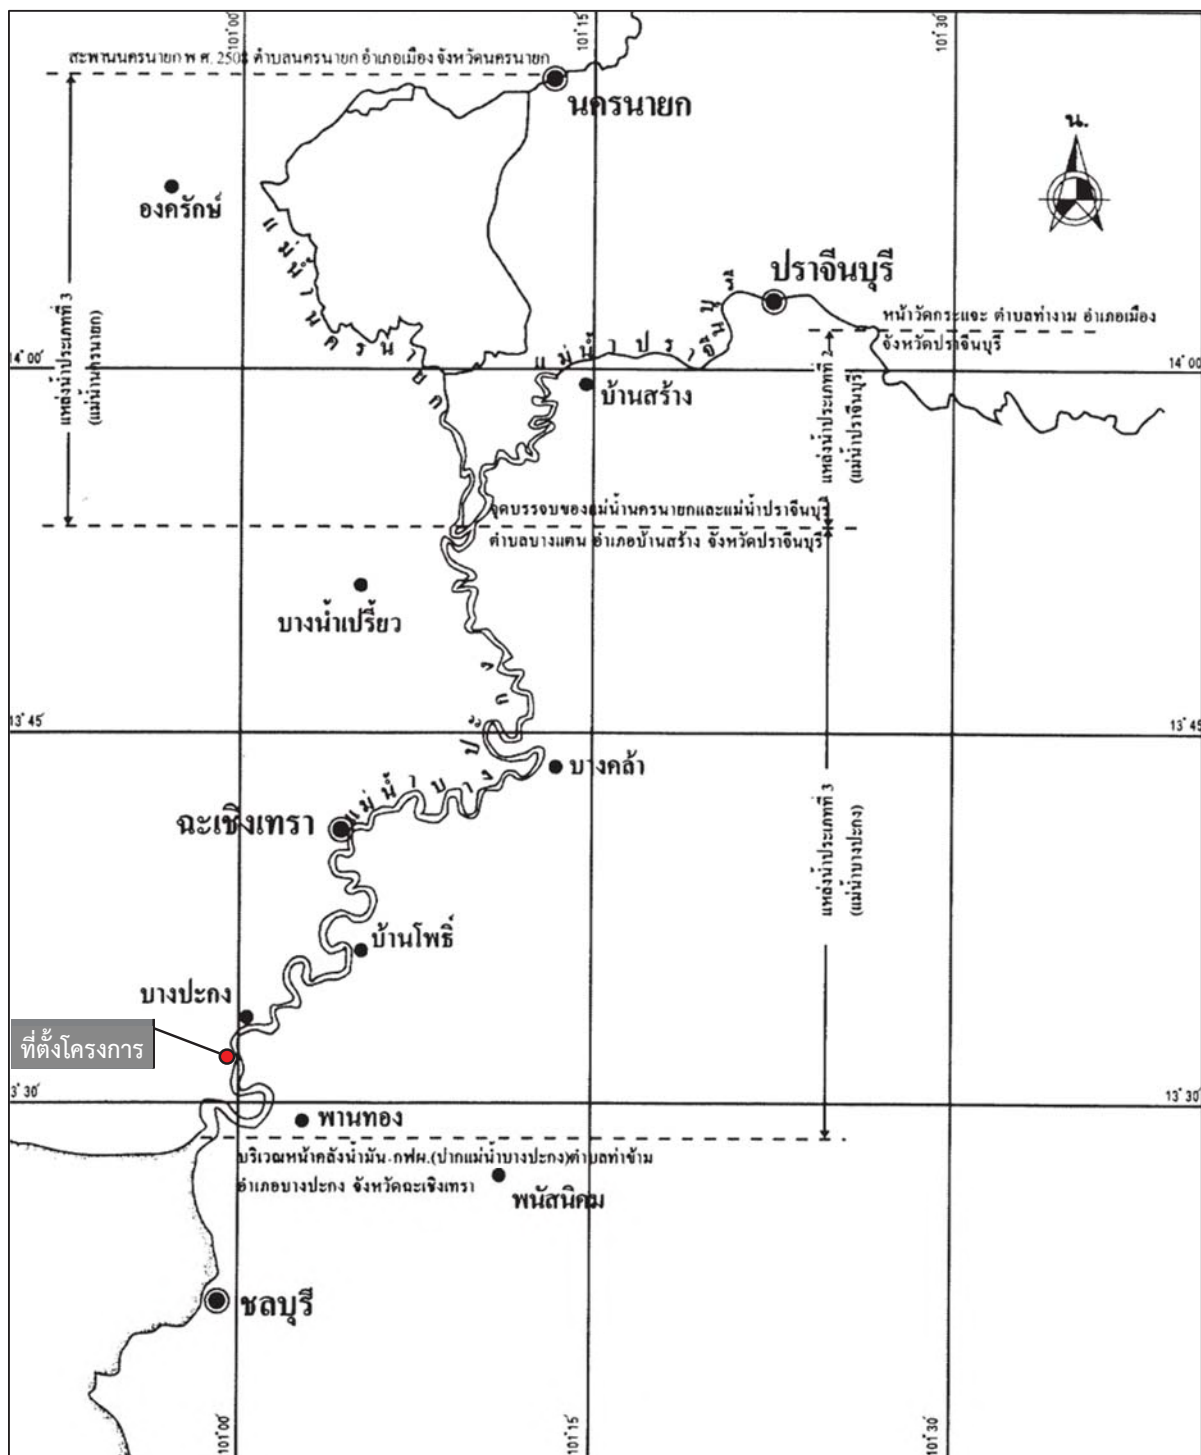 101° 00'
101° 15'
101° 30'
สะพานนครนายก พ.ศ. 2508 ตำบลนครนายก อำเภอเมือง จังหวัดนครนายก
นครนายก
น.
องครักษ์
แม่น้ำนครนายก
ปราจีนบุรี
แม่น้ำปราจีนบุรี
หน้าวัดกระแจะ ตำบลท่างาม อำเภอเมือง
จังหวัดปราจีนบุรี
แหล่งน้ำประเภทที่ 3
(แม่น้ำนครนายก)
แหล่งน้ำประเภทที่ 2
(แม่น้ำปราจีนบุรี)
14° 00'
14° 00'
บ้านสร้าง
จุดบรรจบของแม่น้ำนครนายกและแม่น้ำปราจีนบุรี
ตำบลบางแตน อำเภอบ้านสร้าง จังหวัดปราจีนบุรี
บางน้ำเปรี้ยว
13° 45'
13° 45'
บางคล้า
แม่น้ำบางปะกง
ฉะเชิงเทรา
แหล่งน้ำประเภทที่ 3
(แม่น้ำบางปะกง)
บ้านโพธิ์
บางปะกง
ที่ตั้งโครงการ
3° 30'
13° 30'
พานทอง
บริเวณหน้าคลังน้ำมัน กฟผ.(ปากแม่น้ำบางปะกง)ตำบลท่าข้าม
อำเภอบางปะกง จังหวัดฉะเชิงเทรา
พนัสนิคม
ชลบุรี
101° 00'
101° 15'
101° 30'